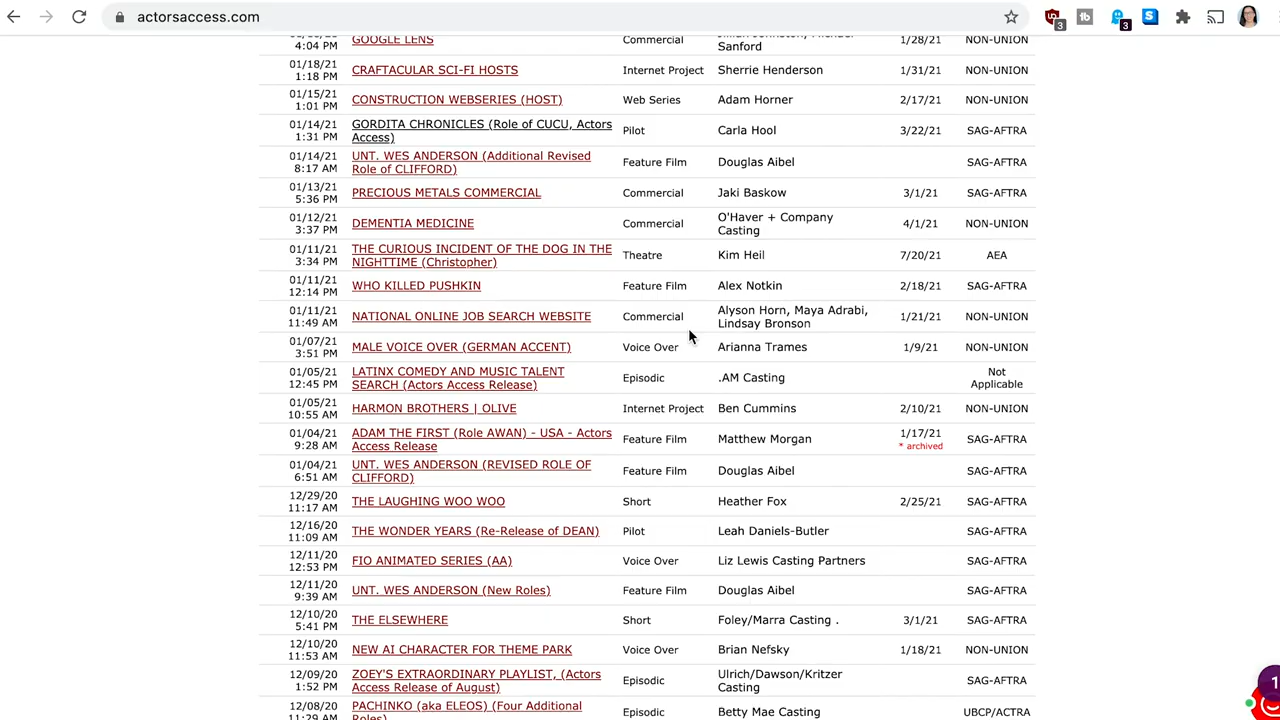 actorsaccess.com
3
3
4:04 PM GOOGLE LENS Commercial Sanford 1/28/21 NON-UNION
01/18/21
1:18 PM CRAFTACULAR SCI-FI HOSTS Internet Project Sherrie Henderson 1/31/21 NON-UNION
01/15/21
1:01 PM CONSTRUCTION WEBSERIES (HOST) Web Series Adam Horner 2/17/21 NON-UNION
01/14/21 GORDITA CHRONICLES (Role of CUCU, Actors
1:31 PM Access) Pilot Carla Hool 3/22/21 SAG-AFTRA
01/14/21 UNT. WES ANDERSON (Additional Revised
8:17 AM Role of CLIFFORD) Feature Film Douglas Aibel SAG-AFTRA
01/13/21
5:36 PM PRECIOUS METALS COMMERCIAL Commercial Jaki Baskow 3/1/21 SAG-AFTRA
01/12/21 O'Haver + Company
3:37 PM DEMENTIA MEDICINE Commercial Casting 4/1/21 NON-UNION
01/11/21 THE CURIOUS INCIDENT OF THE DOG IN THE
3:34 PM NIGHTTIME (Christopher) Theatre Kim Heil 7/20/21 AEA
01/11/21
12:14 PM WHO KILLED PUSHKIN Feature Film Alex Notkin 2/18/21 SAG-AFTRA
01/11/21 Alyson Horn, Maya Adrabi,
11:49 AM NATIONAL ONLINE JOB SEARCH WEBSITE Commercial Lindsay Bronson 1/21/21 NON-UNION
01/07/21
3:51 PM MALE VOICE OVER (GERMAN ACCENT) Voice Over Arianna Trames 1/9/21 NON-UNION
01/05/21 LATINX COMEDY AND MUSIC TALENT Not
12:45 PM SEARCH (Actors Access Release) Episodic .AM Casting Applicable
01/05/21
10:55 AM HARMON BROTHERS | OLIVE Internet Project Ben Cummins 2/10/21 NON-UNION
01/04/21 ADAM THE FIRST (Role AWAN) - USA - Actors 1/17/21
9:28 AM Access Release Feature Film Matthew Morgan * archived SAG-AFTRA
01/04/21 UNT. WES ANDERSON (REVISED ROLE OF
6:51 AM CLIFFORD) Feature Film Douglas Aibel SAG-AFTRA
12/29/20
11:17 AM THE LAUGHING WOO WOO Short Heather Fox 2/25/21 SAG-AFTRA
12/16/20
11:09 AM THE WONDER YEARS (Re-Release of DEAN) Pilot Leah Daniels-Butler SAG-AFTRA
12/11/20
12:53 PM FIO ANIMATED SERIES (AA) Voice Over Liz Lewis Casting Partners SAG-AFTRA
12/11/20
9:39 AM UNT. WES ANDERSON (New Roles) Feature Film Douglas Aibel SAG-AFTRA
12/10/20
5:41 PM THE ELSEWHERE Short Foley/Marra Casting . 3/1/21 SAG-AFTRA
12/10/20
11:53 AM NEW AI CHARACTER FOR THEME PARK Voice Over Brian Nefsky 1/18/21 NON-UNION
12/09/20 ZOEY'S EXTRAORDINARY PLAYLIST, (Actors Ulrich/Dawson/Kritzer
1:52 PM Access Release of August) Episodic Casting SAG-AFTRA
12/08/20 PACHINKO (aka ELEOS) (Four Additional
11:29 AM Roles) Episodic Betty Mae Casting UBCP/ACTRA
1